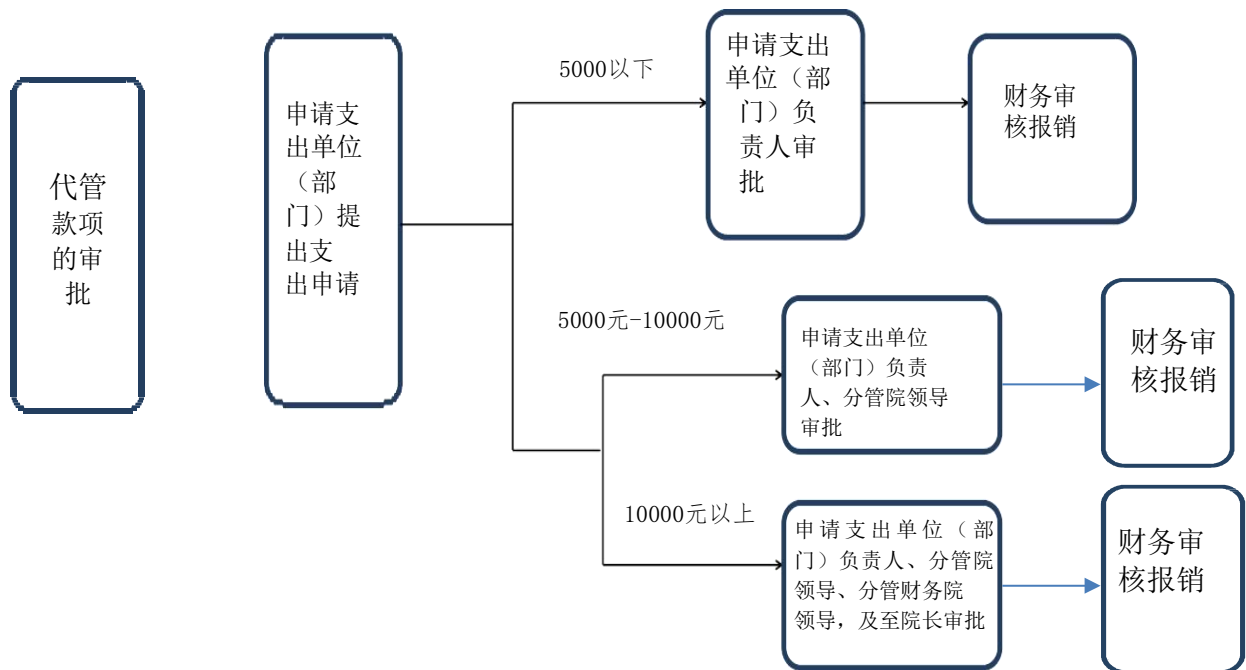 代管
款项
的审
批
申请支
出单位
（部
门）提
出支
出申请
5000以下
申请支出
单位（部
门）负
责人审
批
财务审
核报销
5000元-10000元
申请支出单位
（部门）负责
人、分管院领导
审批
财务审
核报销
10000元以上
申请支出单位（部
门）负责人、分管院
领导、分管财务院
领导，及至院长审批
财务审
核报销